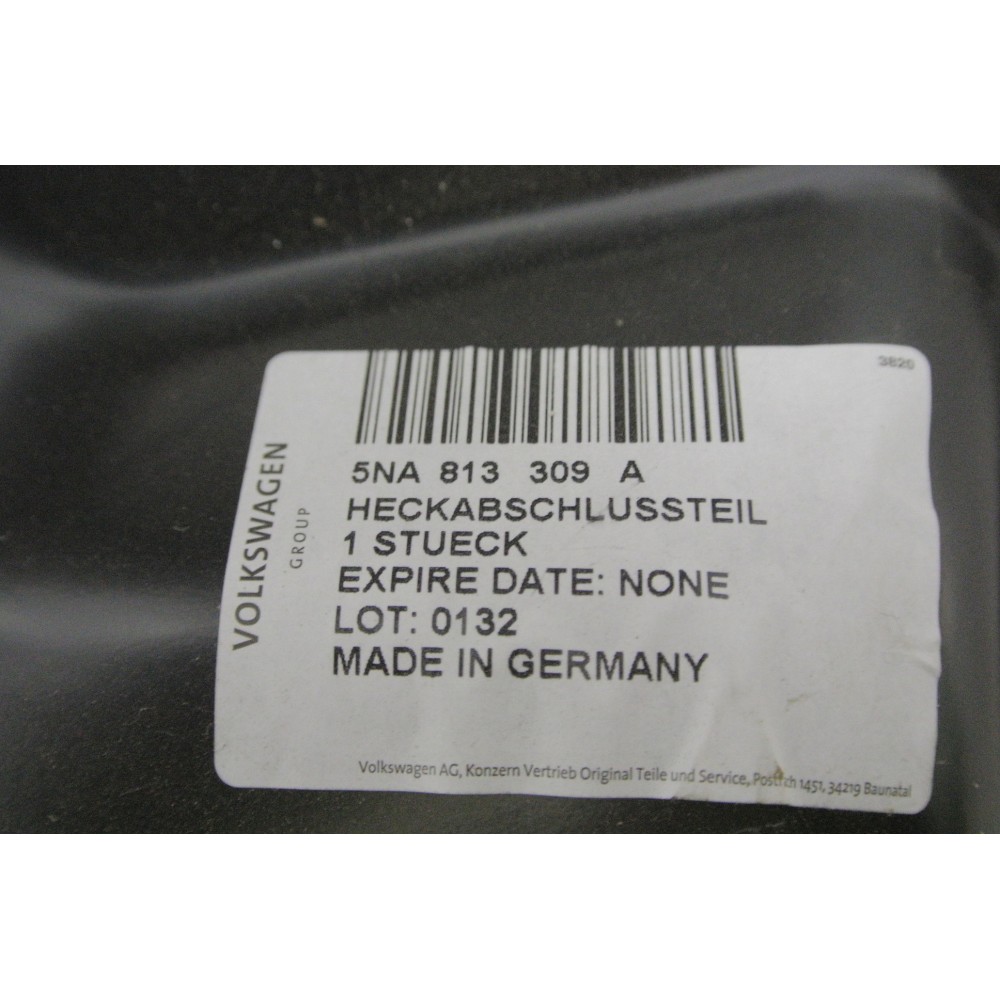 3820
5NA 813 309 A
HECKABSCHLUSSTEIL
1 STUECK
EXPIRE DATE: NONE
LOT: 0132
MADE IN GERMANY
VOLKSWAGEN
GROUP
Volkswagen AG, Konzern Vertrieb Original Teile und Service, 1451, 34219 Baunatal